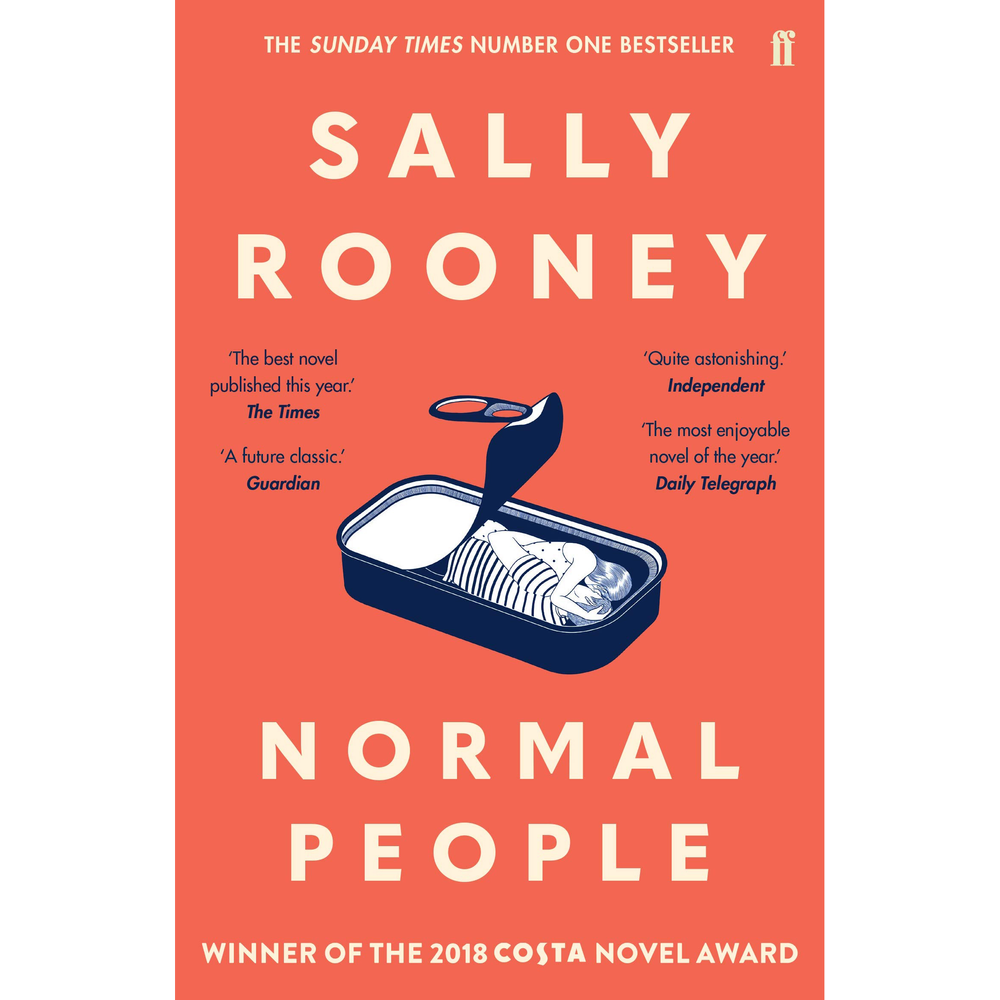 THE SUNDAY TIMES NUMBER ONE BESTSELLER
ff
SALLY
ROONEY
‘The best novel
published this year.’
The Times
‘A future classic.’
Guardian
‘Quite astonishing.’
Independent
‘The most enjoyable
novel of the year.’
Daily Telegraph
NORMAL
PEOPLE
WINNER OF THE 2018 COSTA NOVEL AWARD